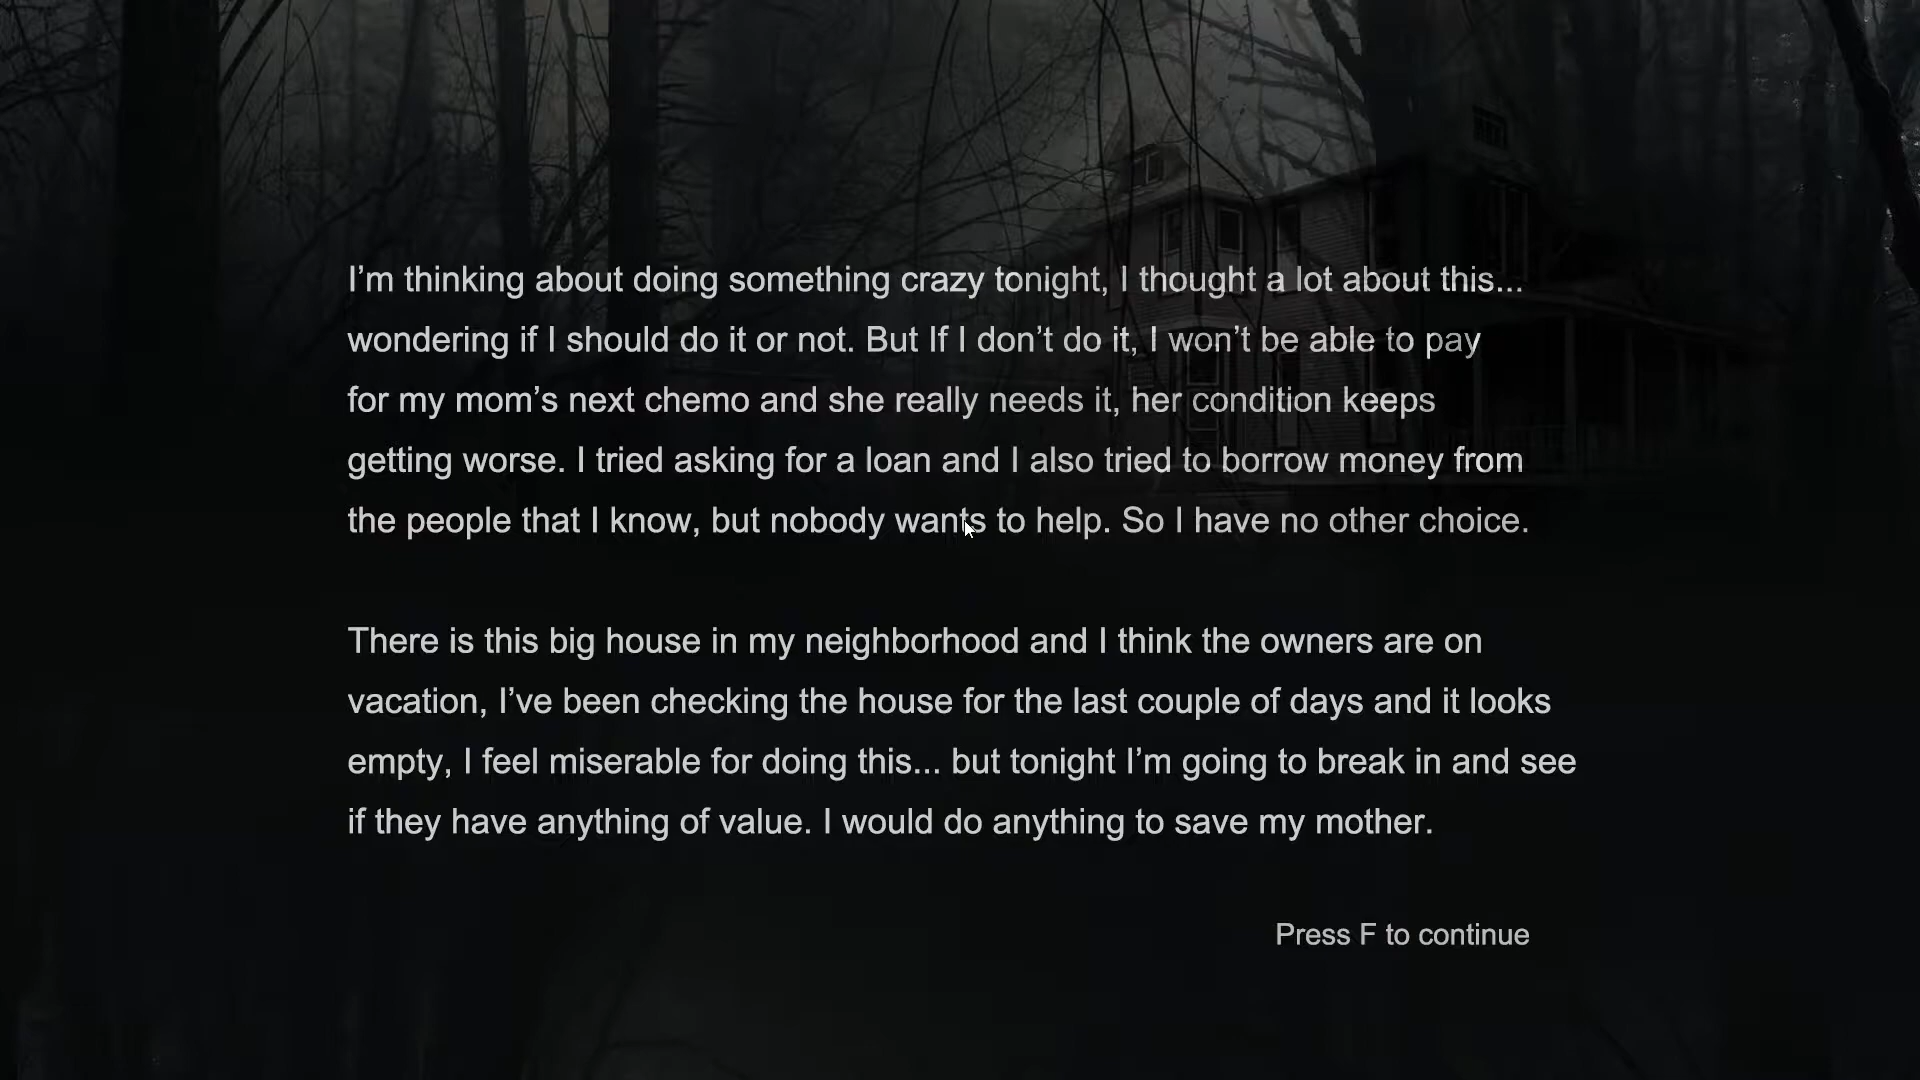 I’m thinking about doing something crazy tonight, I thought a lot about this...
wondering if I should do it or not. But If I don’t do it, I won’t be able to pay
for my mom’s next chemo and she really needs it, her condition keeps
getting worse. I tried asking for a loan and I also tried to borrow money from
the people that I know, but nobody wants to help. So I have no other choice.
There is this big house in my neighborhood and I think the owners are on
vacation, I’ve been checking the house for the last couple of days and it looks
empty, I feel miserable for doing this... but tonight I’m going to break in and see
if they have anything of value. I would do anything to save my mother.
Press F to continue